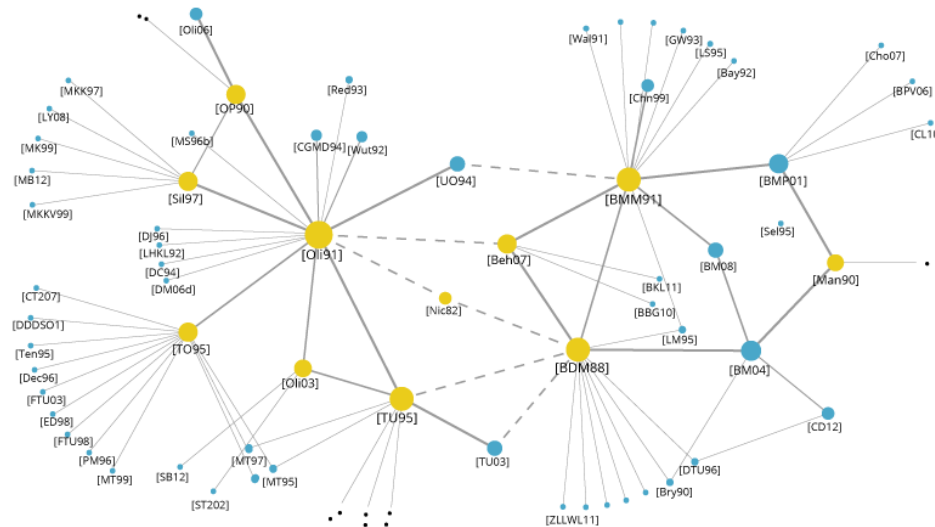 [Oli06]
[Wal91]
[GW93]
[LS95]
[Cho07]
[Bay92]
[MKK97]
[OP90]
[Red93]
[Chn99]
[BPV06]
[LY08]
[MS96b]
[CGMD94]
[Wut92]
[MK99]
[UO94]
[BMP01]
[MB12]
[Sil97]
[BMM91]
[MKKV99]
[DJ96]
[LHKL92]
[Oli91]
[Beh07]
[Sel95]
[DC94]
[BM08]
[Man90]
[DM06d]
[BKL11]
[CT207]
[Nic82]
[BBG10]
[DDDSO1]
[LM95]
[Ten95]
[TO95]
[BDM88]
[BM04]
[Dec96]
[Oli03]
[FTU03]
[TU95]
[ED98]
[CD12]
[FTU98]
[PM96]
[MT97]
[TU03]
[MT99]
[SB12]
[MT95]
[DTU96]
[ST202]
[Bry90]
[ZLLWL11]